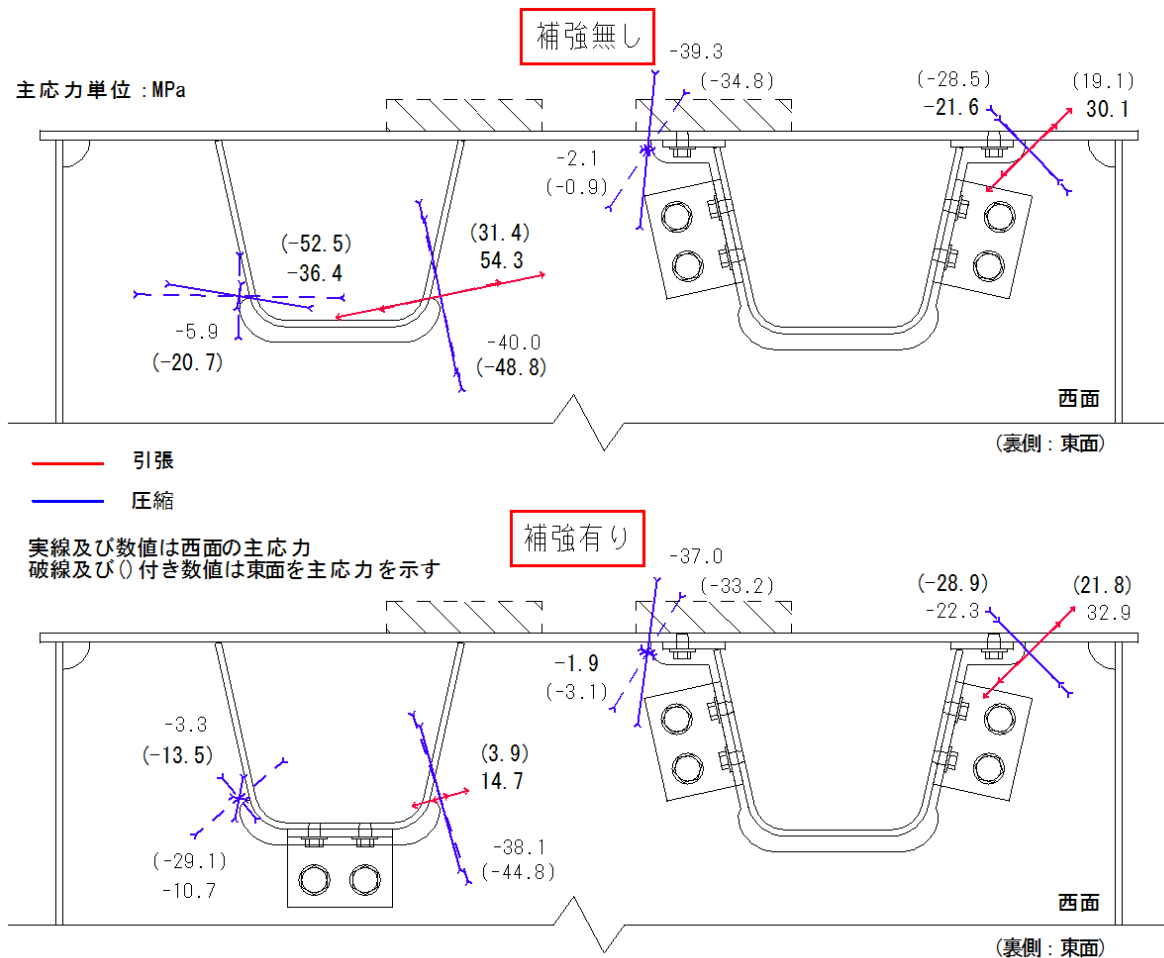 補強無し
主応力単位：MPa
-39.3
(-34.8)
(-28.5)
-21.6
(19.1)
30.1
-2.1
(-0.9)
(-52.5)
-36.4
(31.4)
54.3
-5.9
(-20.7)
-40.0
(-48.8)
西面
(裏側：東面)
引張
圧縮
補強有り
実線及び数値は西面の主応力
破線及び()付き数値は東面を主応力を示す
-37.0
(-33.2)
(-28.9)
-22.3
(21.8)
32.9
-1.9
(-3.1)
-3.3
(-13.5)
(3.9)
14.7
(-29.1)
-10.7
-38.1
(-44.8)
西面
(裏側：東面)